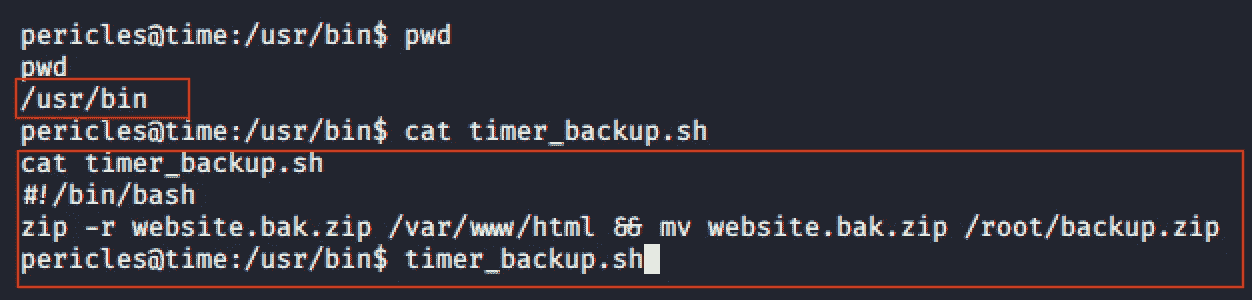 pericles@time:/usr/bin$ pwd
pwd
/usr/bin
pericles@time:/usr/bin$ cat timer_backup.sh
cat timer_backup.sh
#!/bin/bash
zip -r website.bak.zip /var/www/html && mv website.bak.zip /root/backup.zip
pericles@time:/usr/bin$ timer_backup.sh